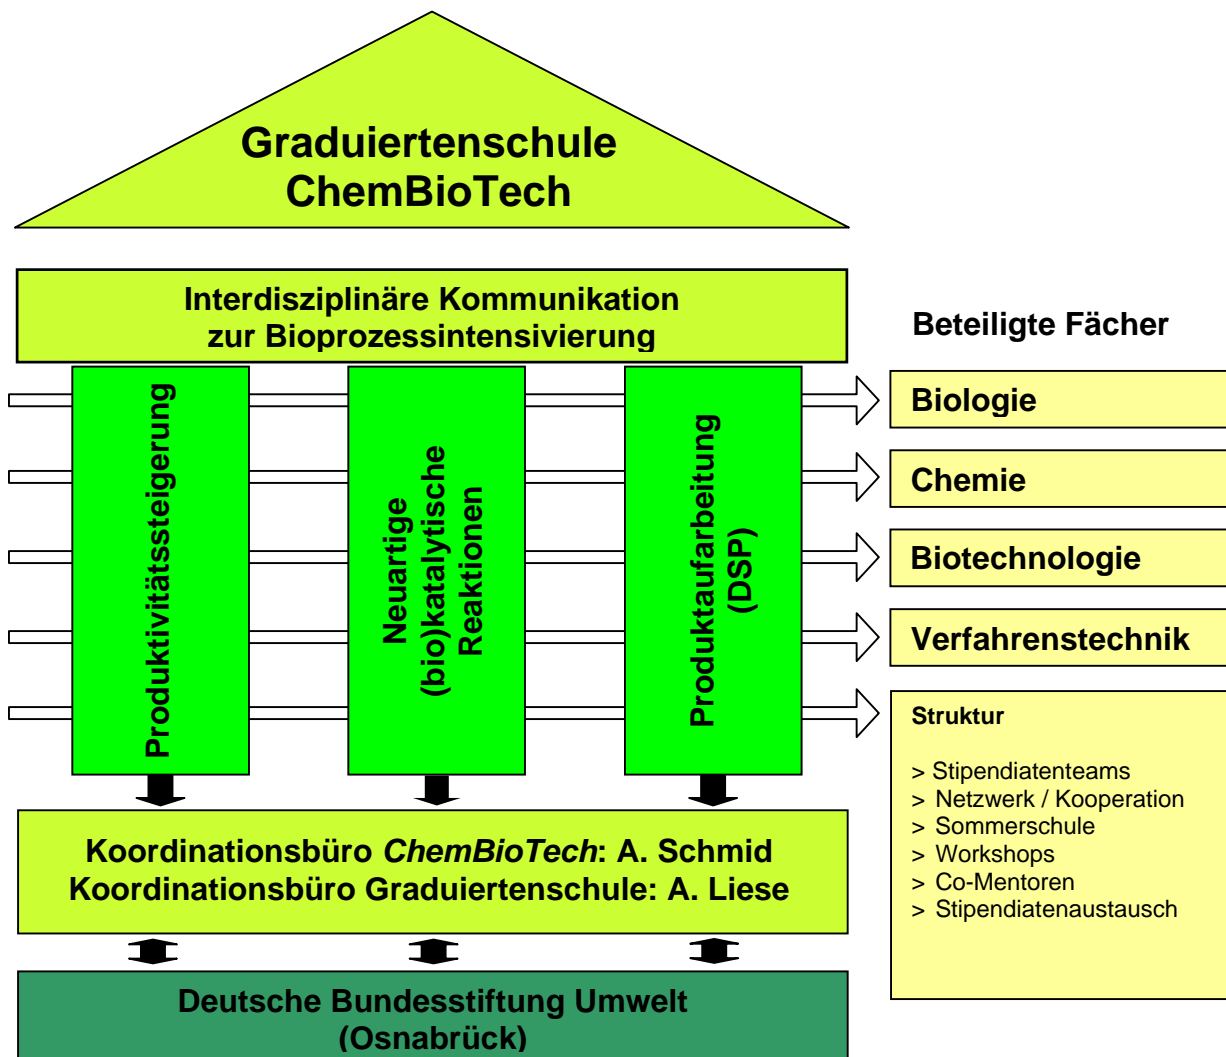 Graduiertenschule
ChemBioTech
Interdisziplinäre Kommunikation
zur Bioprozessintensivierung
Produktivitätssteigerung
Neuartige
(bio)katalytische
Reaktionen
Produktaufarbeitung
(DSP)
Beteiligte Fächer
Biologie
Chemie
Biotechnologie
Verfahrenstechnik
Struktur
> Stipendiatenteams
> Netzwerk / Kooperation
> Sommerschule
> Workshops
> Co-Mentoren
> Stipendiatenaustausch
Koordinationsbüro ChemBioTech: A. Schmid
Koordinationsbüro Graduiertenschule: A. Liese
Deutsche Bundesstiftung Umwelt
(Osnabrück)